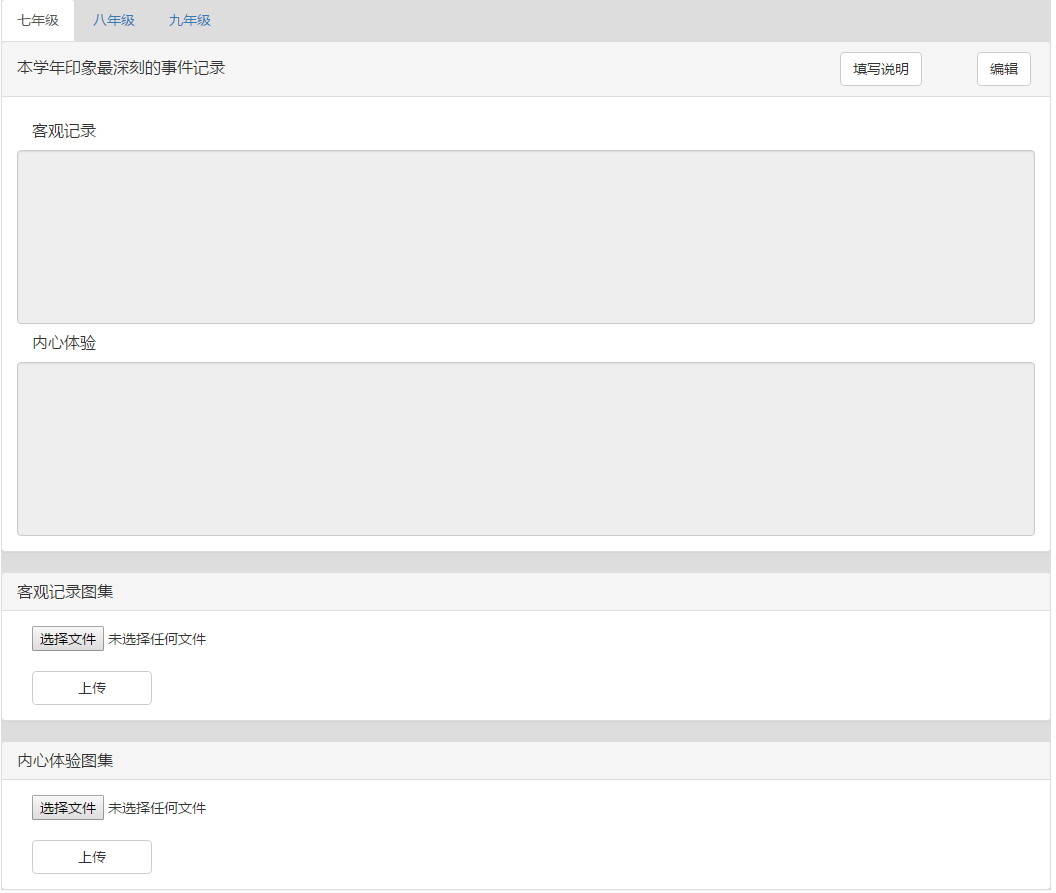 七年级 八年级 九年级
本学年印象最深刻的事件记录 填写说明 编辑
客观记录
内心体验
客观记录图集
选择文件 未选择任何文件
上传
内心体验图集
选择文件 未选择任何文件
上传